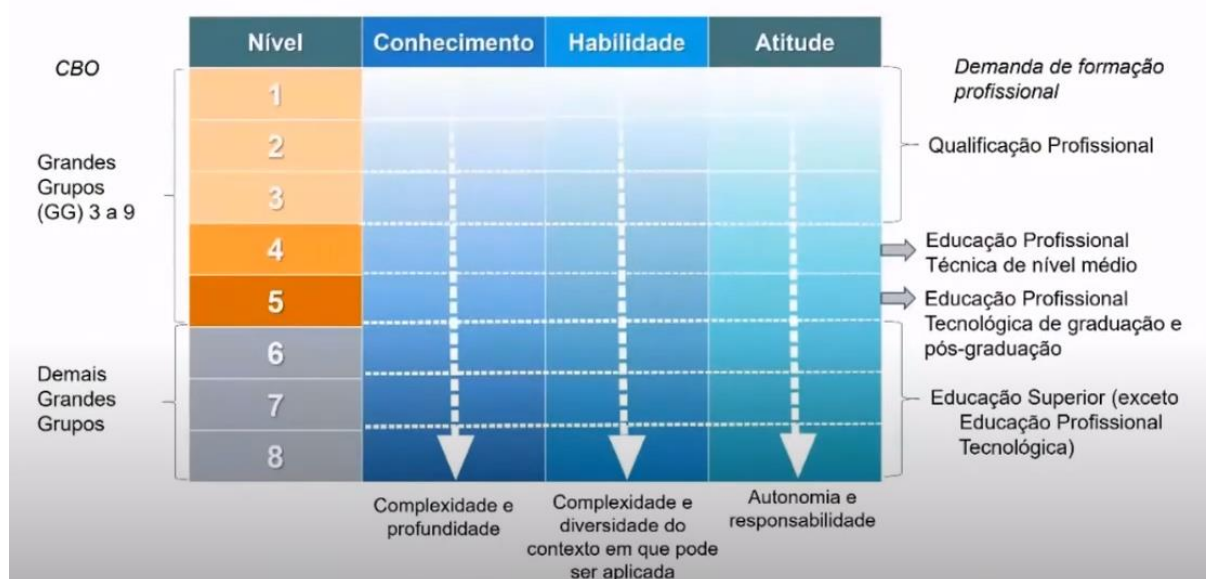 CBO
Nível
Conhecimento
Habilidade
Atitude
Demanda de formação
profissional
1
2
3
4
5
6
7
8
Grandes
Grupos
(GG) 3 a 9
Demais
Grandes
Grupos
Qualificação Profissional
Educação Profissional
Técnica de nível médio
Educação Profissional
Tecnológica de graduação e
pós-graduação
Educação Superior (exceto
Educação Profissional
Tecnológica)
Complexidade e
profundidade
Complexidade e
diversidade do
contexto em que pode
ser aplicada
Autonomia e
responsabilidade